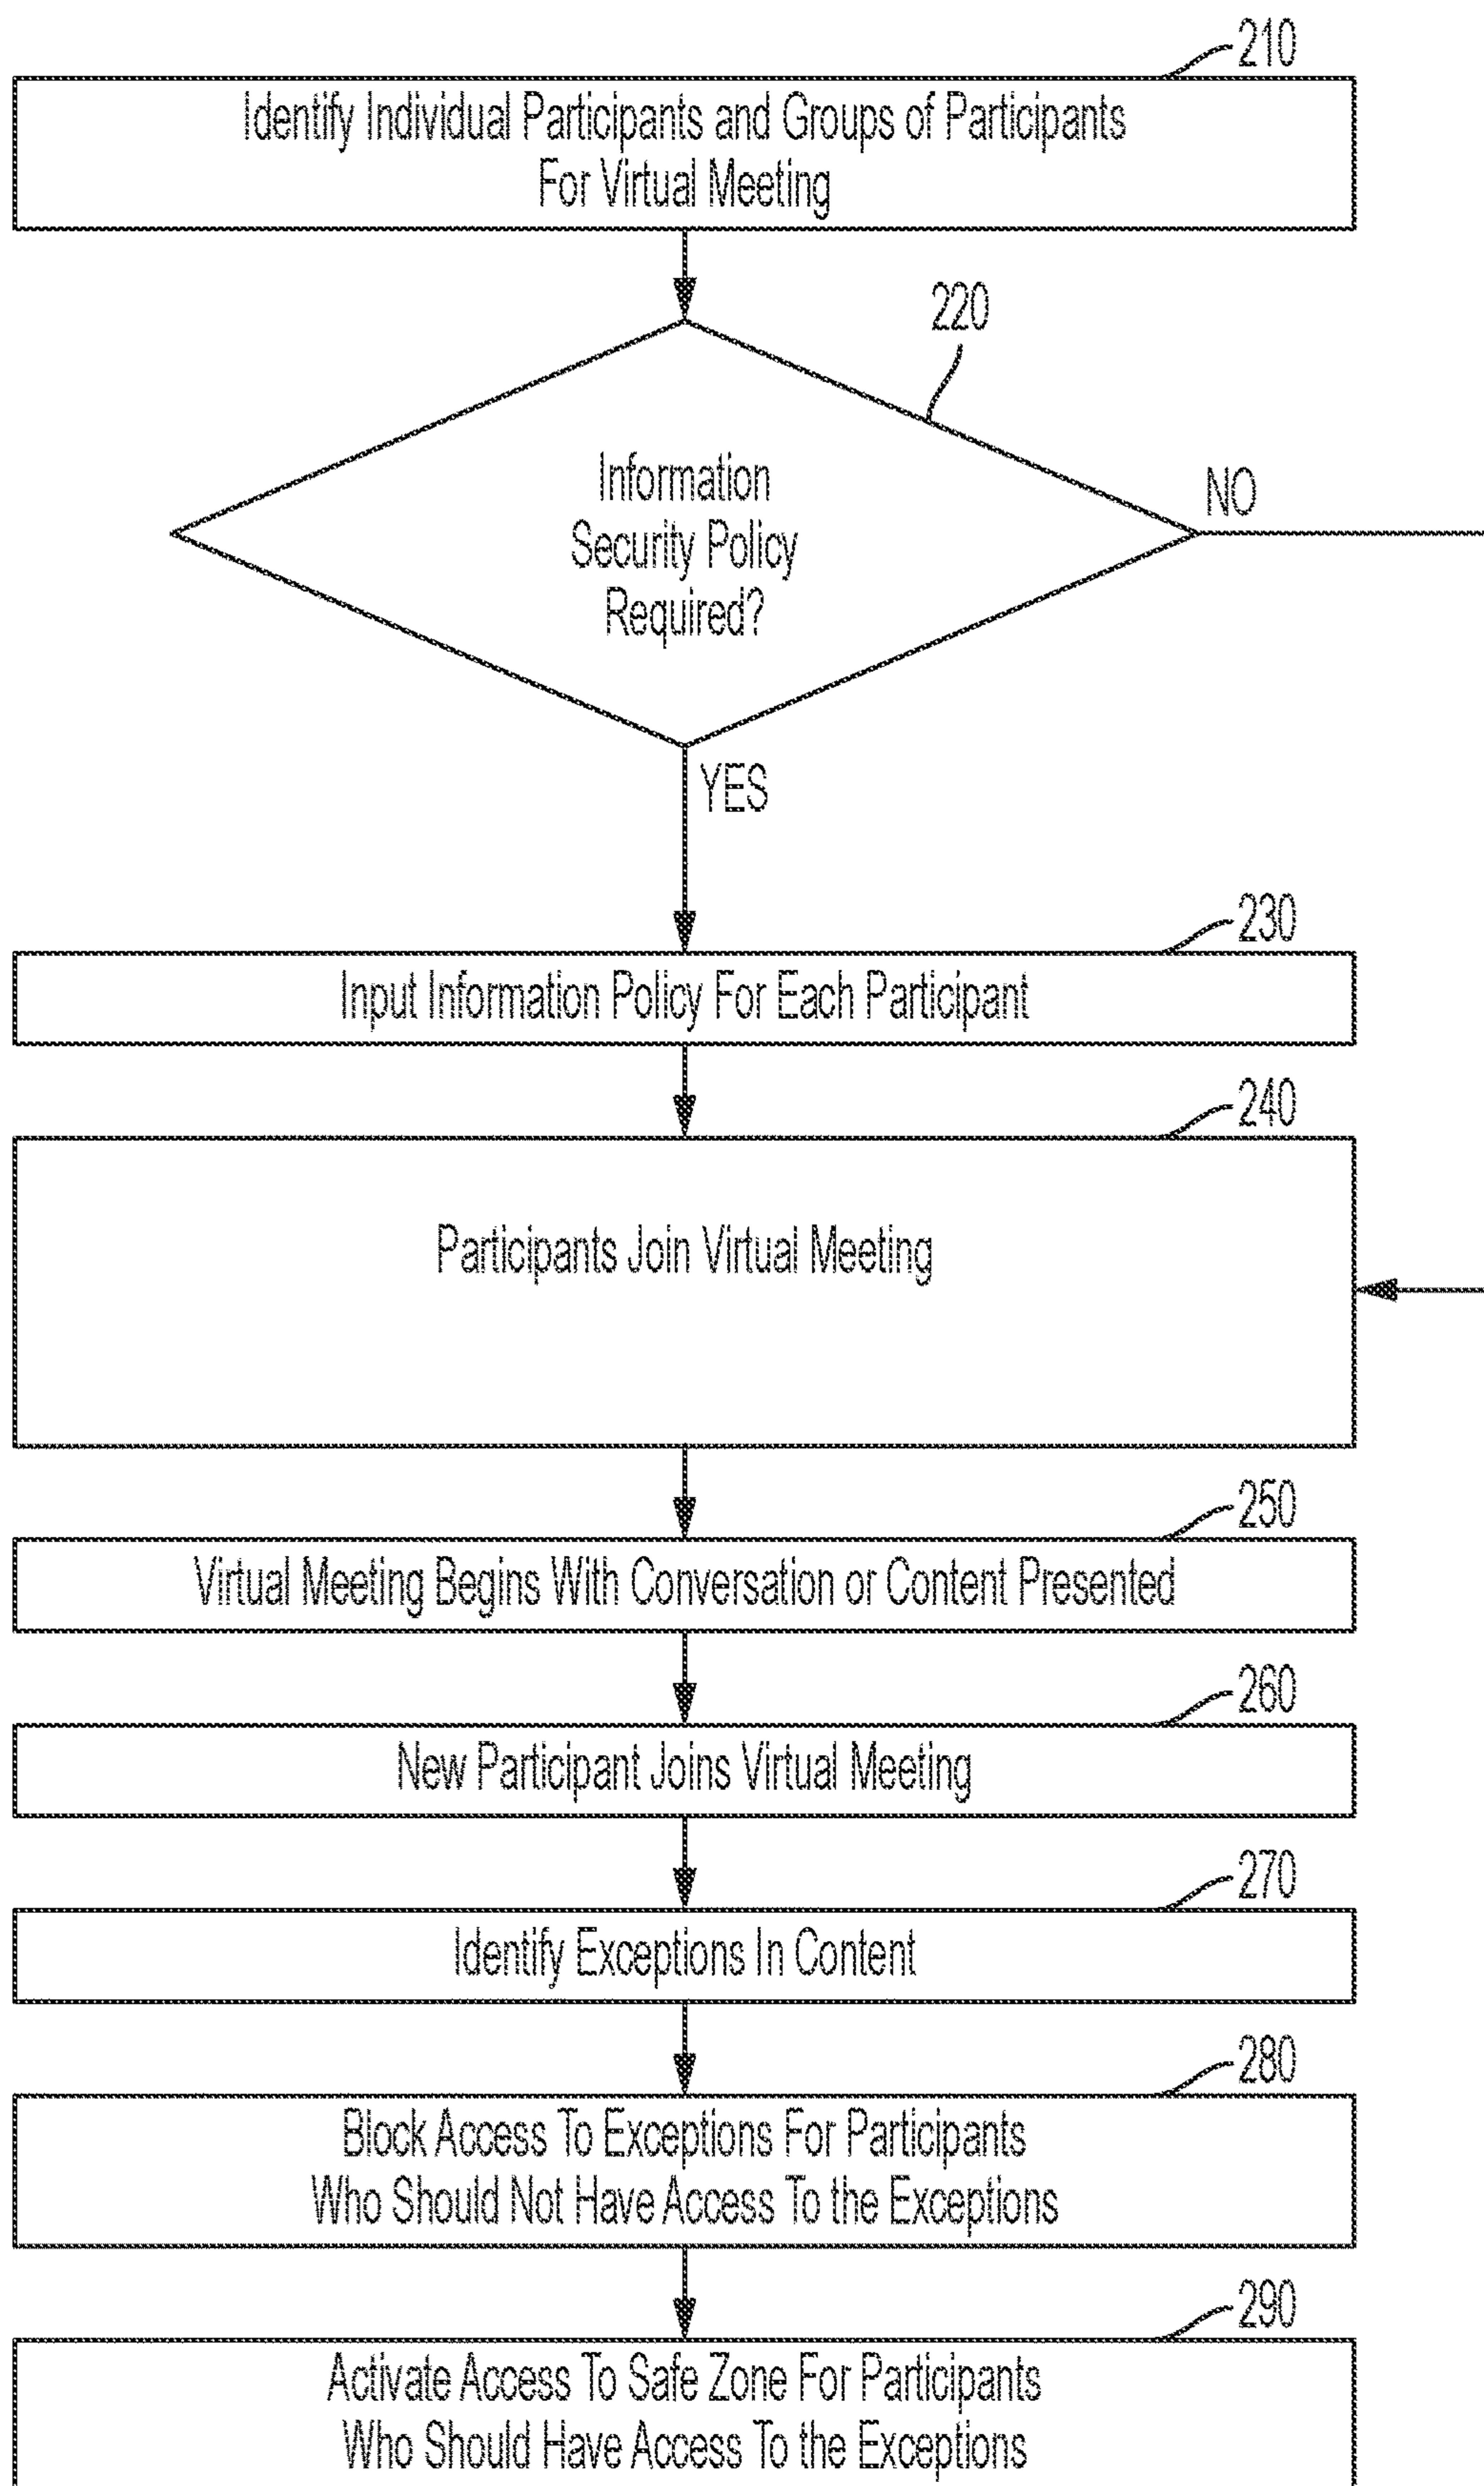 210
Identify Individual Participants and Groups of Participants
For Virtual Meeting
220
Information
Security Policy
Required?
NO
YES
230
Input Information Policy For Each Participant
240
Participants Join Virtual Meeting
250
Virtual Meeting Begins With Conversation or Content Presented
260
New Participant Joins Virtual Meeting
270
Identify Exceptions In Content
280
Block Access To Exceptions For Participants
Who Should Not Have Access To the Exceptions
290
Activate Access To Safe Zone For Participants
Who Should Have Access To the Exceptions